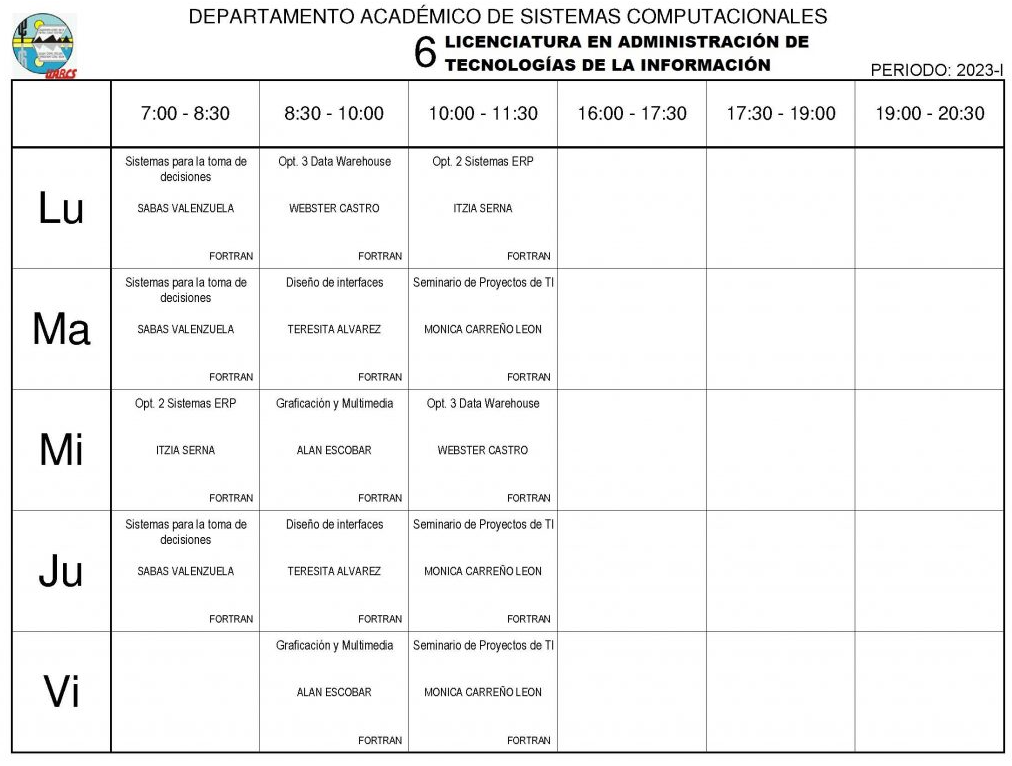 DEPARTAMENTO ACADÉMICO DE SISTEMAS COMPUTACIONALES
6 LICENCIATURA EN ADMINISTRACIÓN DE
TECNOLOGÍAS DE LA INFORMACIÓN
UABCS
PERIODO: 2023-I
7:00 - 8:30 8:30 - 10:00 10:00 - 11:30 16:00 - 17:30 17:30 - 19:00 19:00 - 20:30
Lu
Sistemas para la toma de
decisiones
SABAS VALENZUELA
FORTRAN
Opt. 3 Data Warehouse
WEBSTER CASTRO
FORTRAN
Opt. 2 Sistemas ERP
ITZIA SERNA
FORTRAN
Ma
Sistemas para la toma de
decisiones
SABAS VALENZUELA
FORTRAN
Diseño de interfaces
TERESITA ALVAREZ
FORTRAN
Seminario de Proyectos de TI
MONICA CARREÑO LEON
FORTRAN
Mi
Opt. 2 Sistemas ERP
ITZIA SERNA
FORTRAN
Graficación y Multimedia
ALAN ESCOBAR
FORTRAN
Opt. 3 Data Warehouse
WEBSTER CASTRO
FORTRAN
Ju
Sistemas para la toma de
decisiones
SABAS VALENZUELA
FORTRAN
Diseño de interfaces
TERESITA ALVAREZ
FORTRAN
Seminario de Proyectos de TI
MONICA CARREÑO LEON
FORTRAN
Vi
Graficación y Multimedia
ALAN ESCOBAR
FORTRAN
Seminario de Proyectos de TI
MONICA CARREÑO LEON
FORTRAN